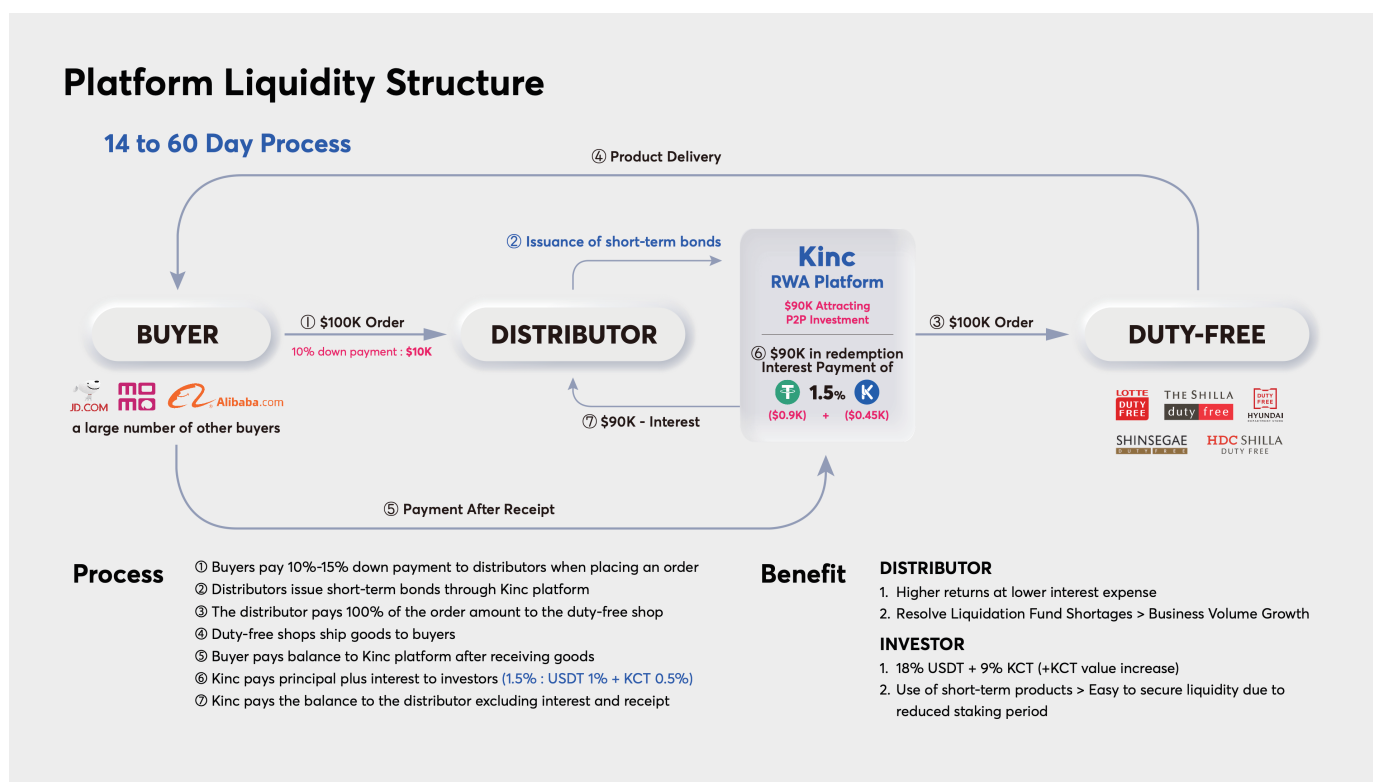 Platform Liquidity Structure
14 to 60 Day Process
④ Product Delivery
② Issuance of short-term bonds
Kinc
RWA Platform
$90K Attracting
P2P Investment
BUYER
① $100K Order
10% down payment : $10K
DISTRIBUTOR
③ $100K Order
DUTY-FREE
⑥ $90K in redemption
Interest Payment of
1.5%
($0.9K) + ($0.45K)
⑦ $90K - Interest
JD.COM
MOMO
Alibaba.com
a large number of other buyers
LOTTE
DUTY
FREE
THE SHILLA
duty free
DUTY
FREE
HYUNDAI
SHINSEGAE
DUTY FREE
HDC SHILLA
DUTY FREE
⑤ Payment After Receipt
Process
① Buyers pay 10%-15% down payment to distributors when placing an order
② Distributors issue short-term bonds through Kinc platform
③ The distributor pays 100% of the order amount to the duty-free shop
④ Duty-free shops ship goods to buyers
⑤ Buyer pays balance to Kinc platform after receiving goods
⑥ Kinc pays principal plus interest to investors (1.5% : USDT 1% + KCT 0.5%)
⑦ Kinc pays the balance to the distributor excluding interest and receipt
Benefit
DISTRIBUTOR
1. Higher returns at lower interest expense
2. Resolve Liquidation Fund Shortages > Business Volume Growth
INVESTOR
1. 18% USDT + 9% KCT (+KCT value increase)
2. Use of short-term products > Easy to secure liquidity due to
reduced staking period